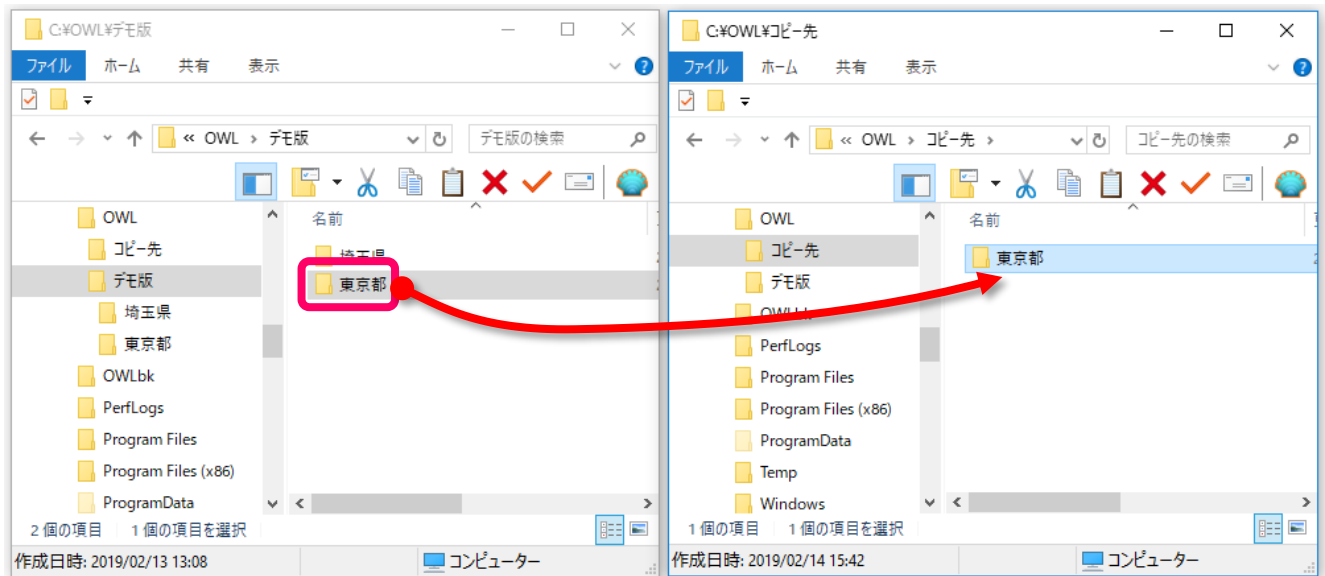 C:¥OWL¥デモ版
ファイル ホーム 共有 表示
« OWL > デモ版 デモ版の検索
OWL
コピー先
デモ版
埼玉県
東京都
OWLbk
PerfLogs
Program Files
Program Files (x86)
ProgramData
名前
埼玉県
東京都
2 個の項目 1 個の項目を選択
作成日時: 2019/02/13 13:08 コンピューター
C:¥OWL¥コピー先
ファイル ホーム 共有 表示
« OWL > コピー先 > コピー先の検索
OWL
コピー先
デモ版
OWLbk
PerfLogs
Program Files
Program Files (x86)
ProgramData
Temp
Windows
名前
東京都
1 個の項目 1 個の項目を選択
作成日時: 2019/02/14 15:42 コンピューター